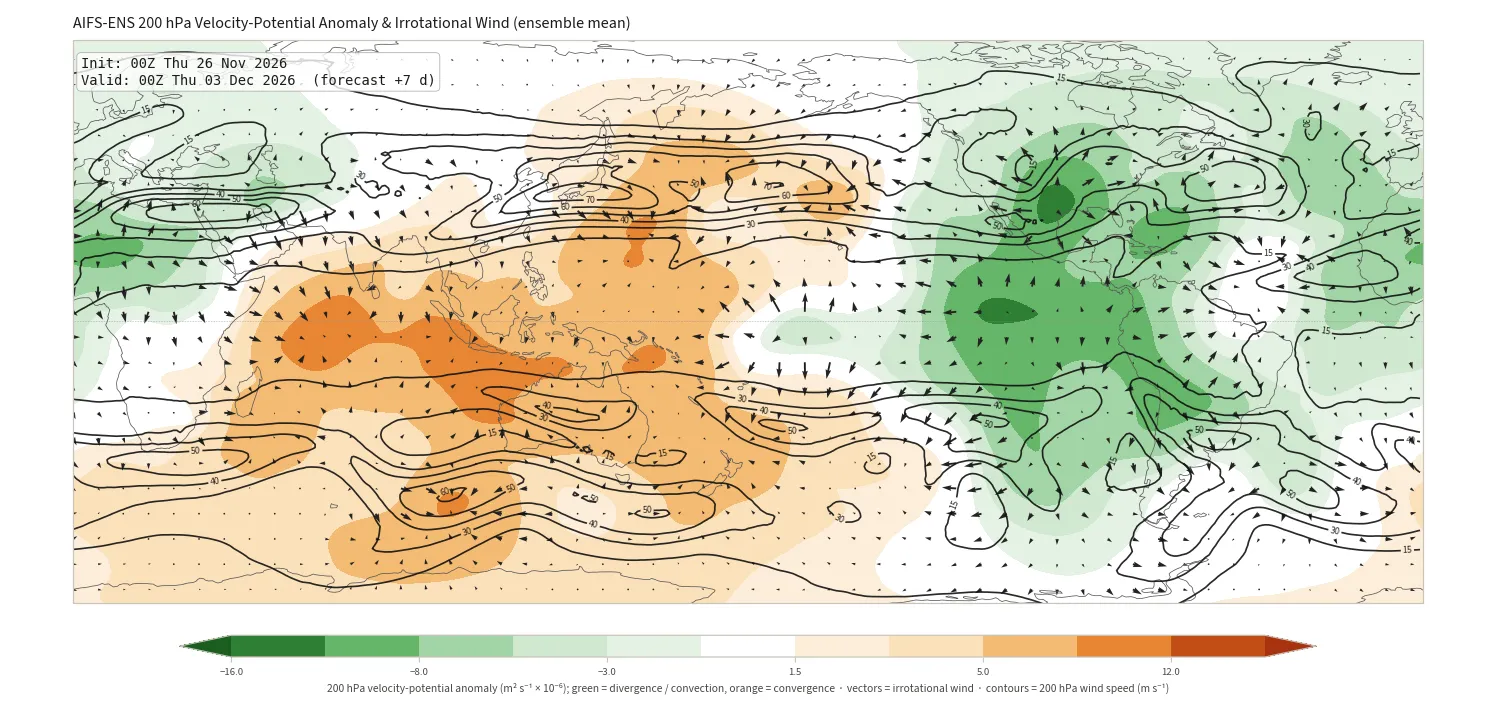 AIFS-ENS 200 hPa Velocity-Potential Anomaly & Irrotational Wind (ensemble mean)
Init: 00Z Thu 26 Nov 2026
Valid: 00Z Thu 03 Dec 2026 (forecast +7 d)
−16.0 −8.0 −3.0 1.5 5.0 12.0
200 hPa velocity-potential anomaly (m² s⁻¹ × 10⁻⁶); green = divergence / convection, orange = convergence · vectors = irrotational wind · contours = 200 hPa wind speed (m s⁻¹)